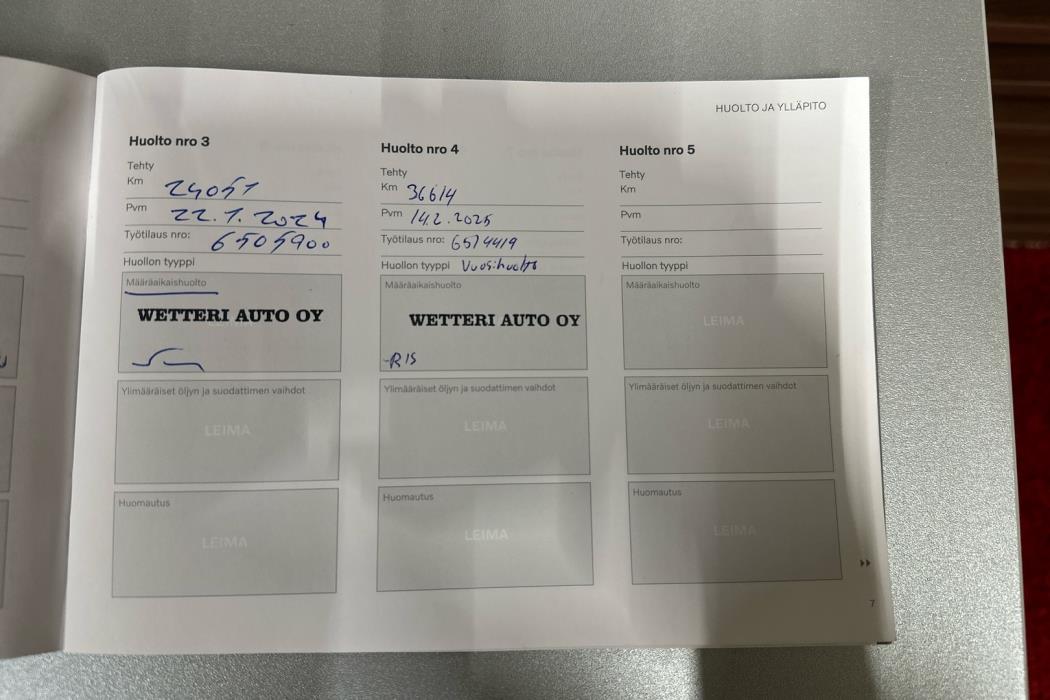 HUOLTO JA YLLÄPITO
Huolto nro 3
Tehty
Km 24051
Pvm 22.1.2024
Työtilaus nro: 6505900
Huollon tyyppi
Määräaikaishuolto
WETTERI AUTO OY
Ylimääräiset öljyn ja suodattimen vaihdot
LEIMA
Huomautus
LEIMA
Huolto nro 4
Tehty
Km 36614
Pvm 14.2.2025
Työtilaus nro: 6514419
Huollon tyyppi Vuosihuolto
Määräaikaishuolto
WETTERI AUTO OY
-RIS
Ylimääräiset öljyn ja suodattimen vaihdot
LEIMA
Huomautus
LEIMA
Huolto nro 5
Tehty
Km
Pvm
Työtilaus nro:
Huollon tyyppi
Määräaikaishuolto
LEIMA
Ylimääräiset öljyn ja suodattimen vaihdot
LEIMA
Huomautus
LEIMA
7